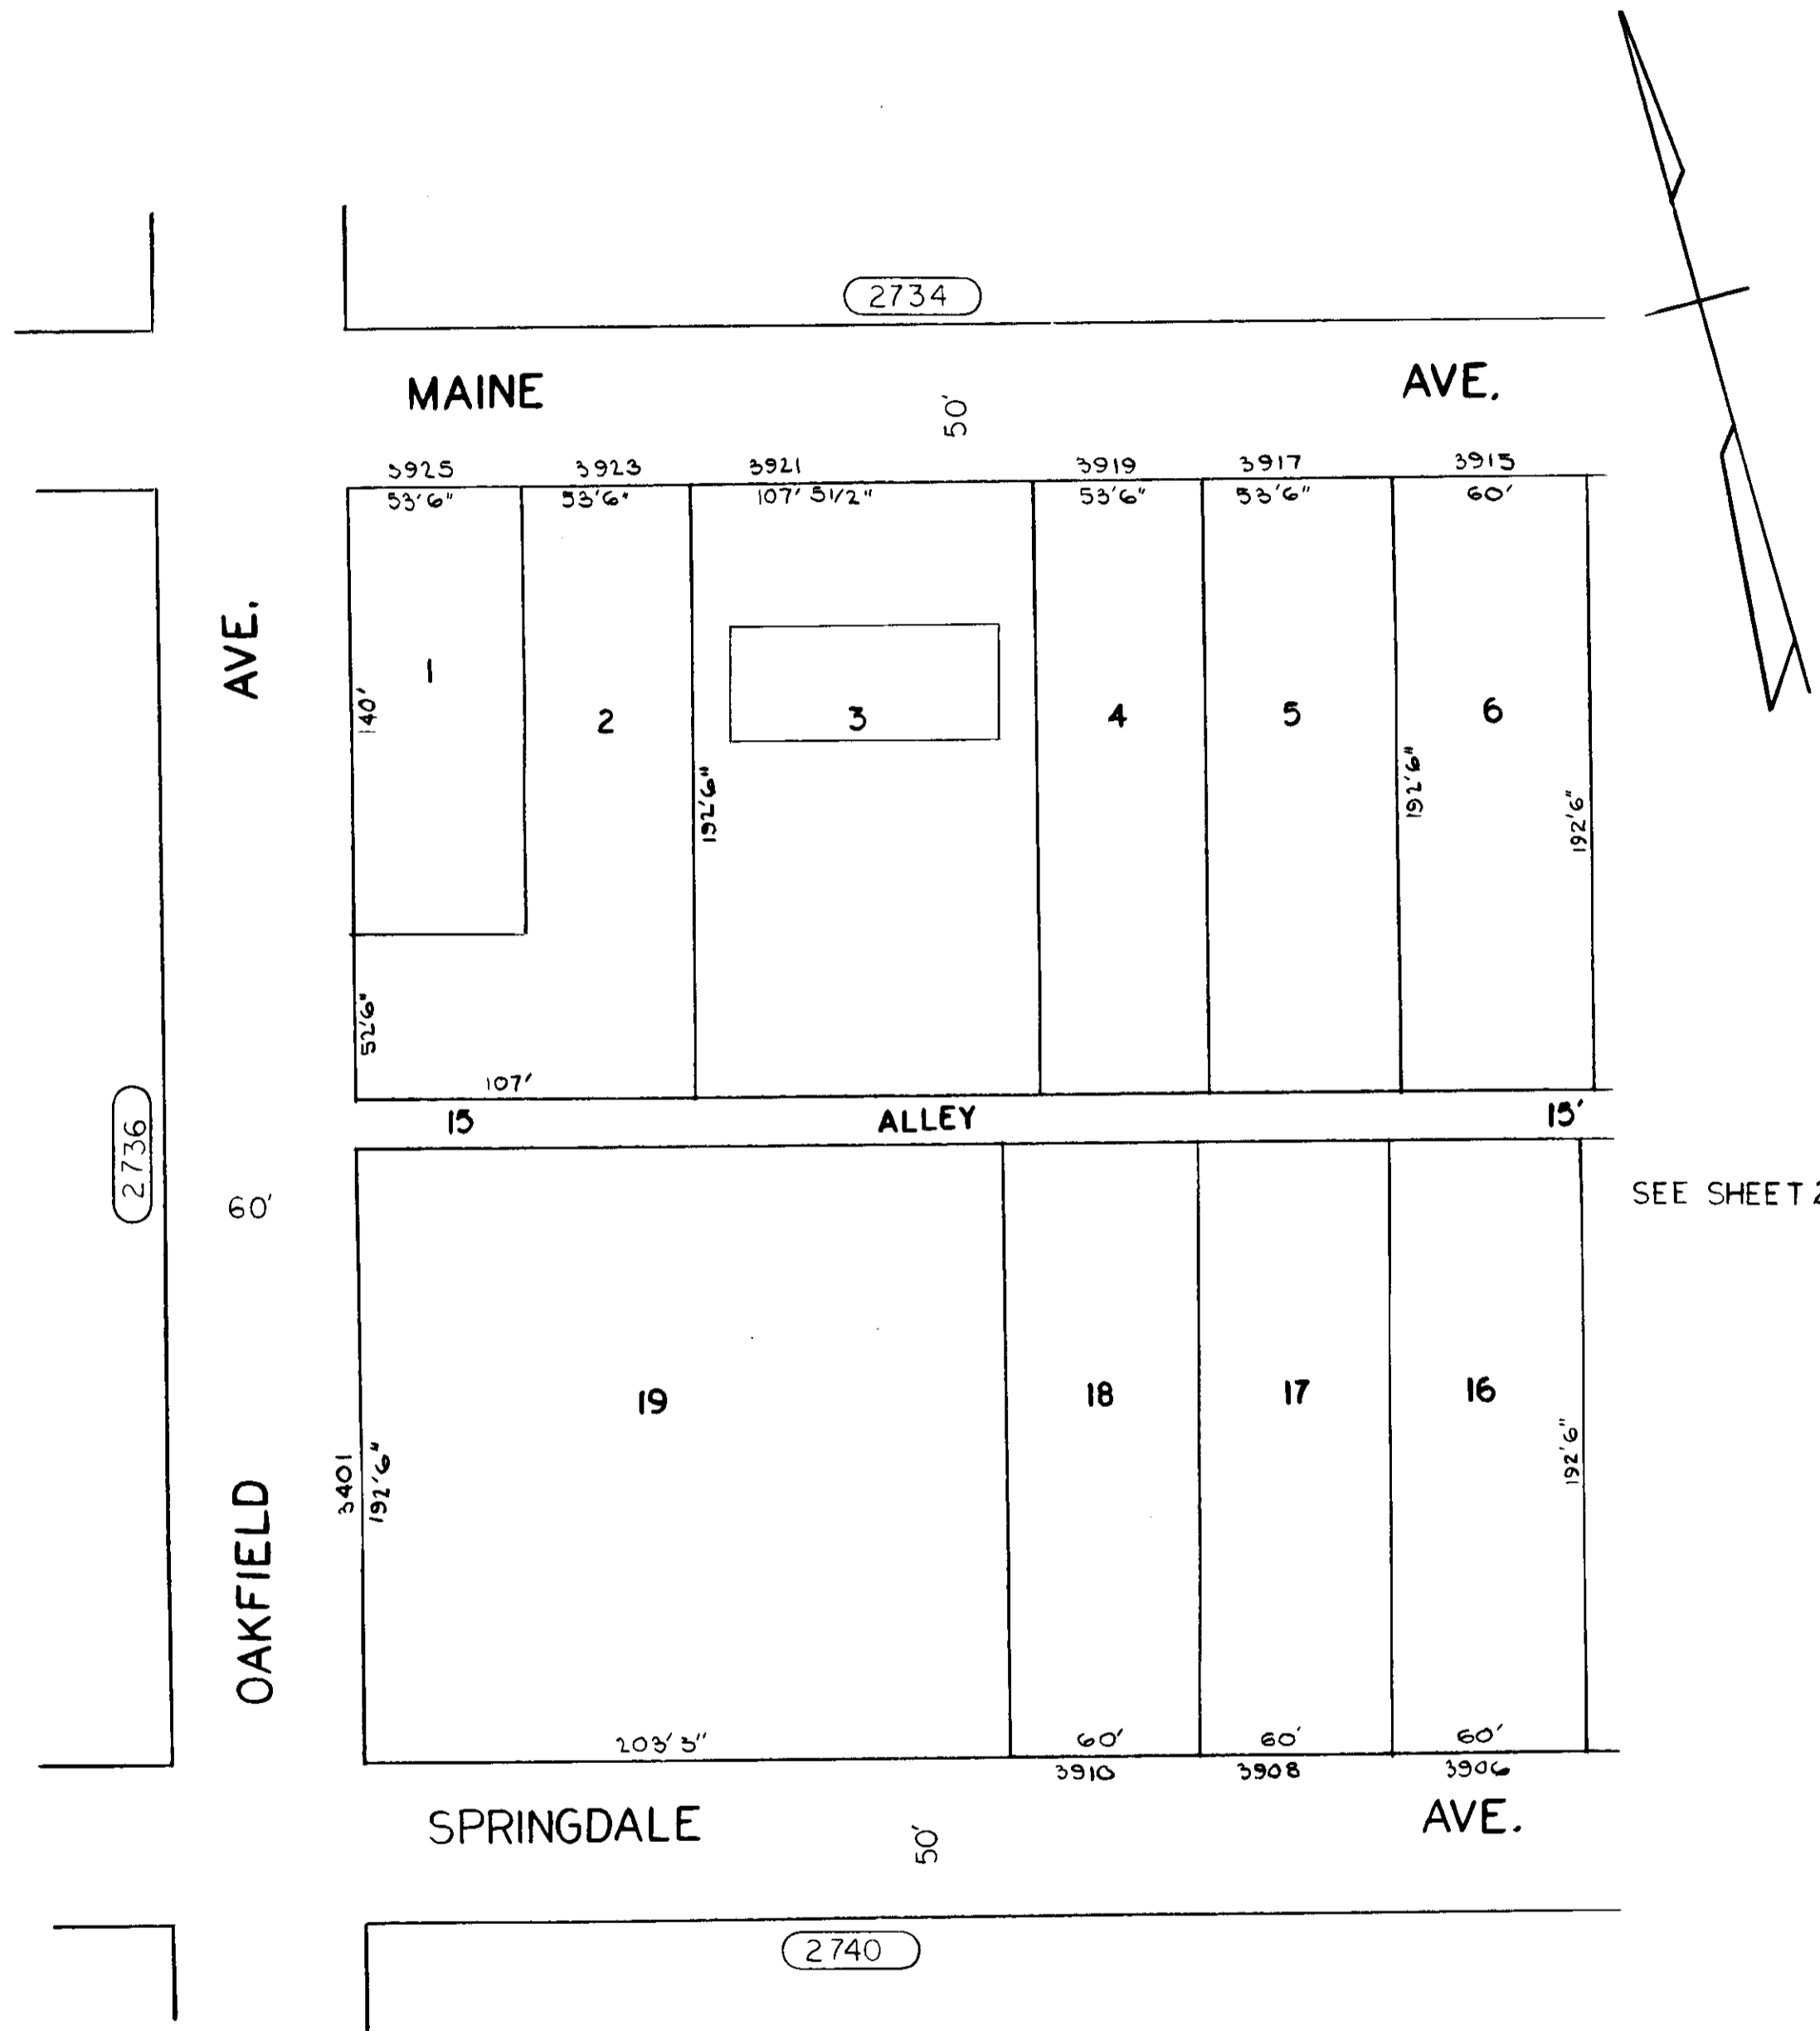 2734
MAINE AVE.
50'
3925 3923 3921 3919 3917 3915
53'6" 53'6" 107' 51/2" 53'6" 53'6" 60'
AVE.
1
140'
2
3
4
5
6
192'6"
192'6"
192'6"
52'6"
107'
15 ALLEY 15'
2736
60'
SEE SHEET
19
18
17
16
3401
192'6"
192'6"
OAKFIELD
203'3" 60' 60' 60'
3910 3908 3906
SPRINGDALE AVE.
50'
2740